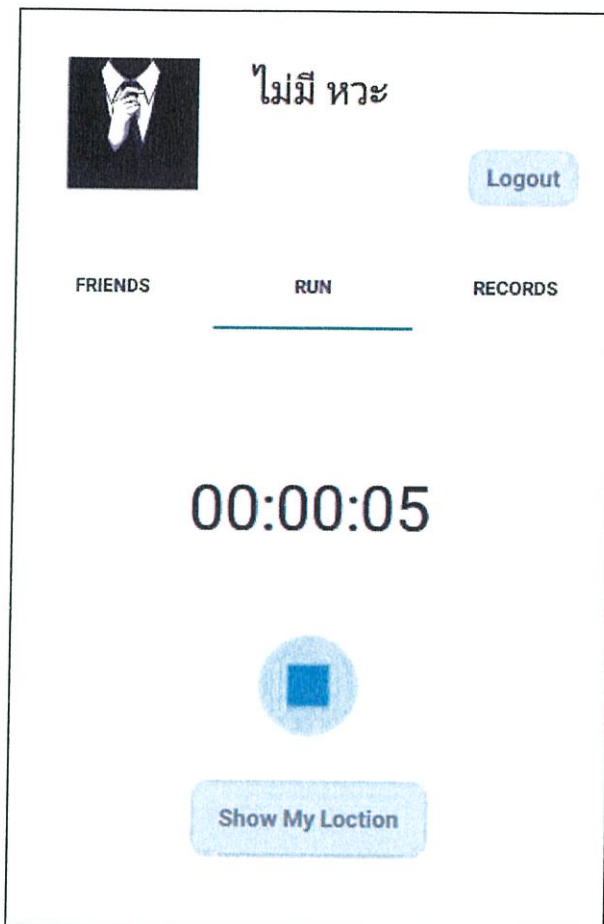 ไม่มี หวะ
Logout
FRIENDS RUN RECORDS
00:00:05
Show My Loction